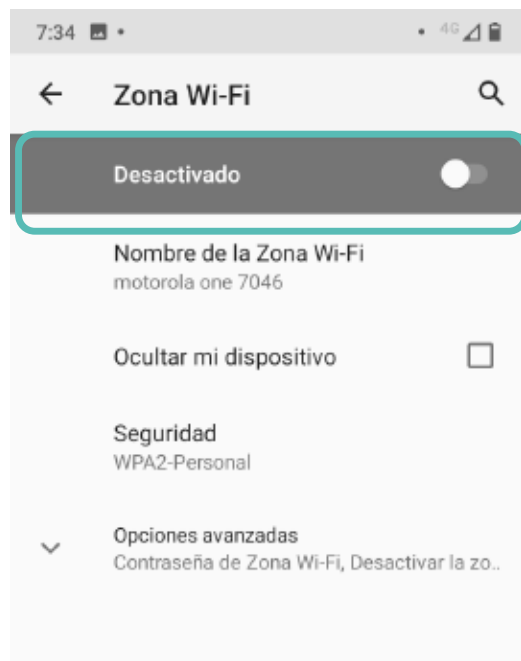 7:34
4G
Zona Wi-Fi
Desactivado
Nombre de la Zona Wi-Fi
motorola one 7046
Ocultar mi dispositivo
Seguridad
WPA2-Personal
Opciones avanzadas
Contraseña de Zona Wi-Fi, Desactivar la zo..